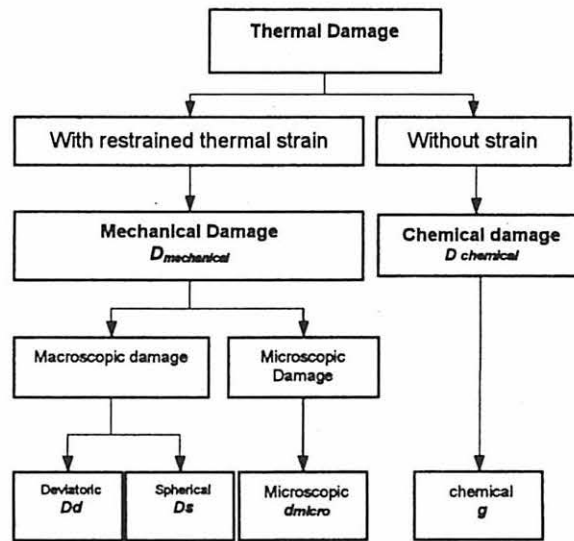 Thermal Damage
With restrained thermal strain
Without strain
Mechanical Damage
Dmechanical
Chemical damage
D chemical
Macroscopic damage
Microscopic
Damage
Deviatoric
Dd
Spherical
Ds
Microscopic
dmicro
chemical
g